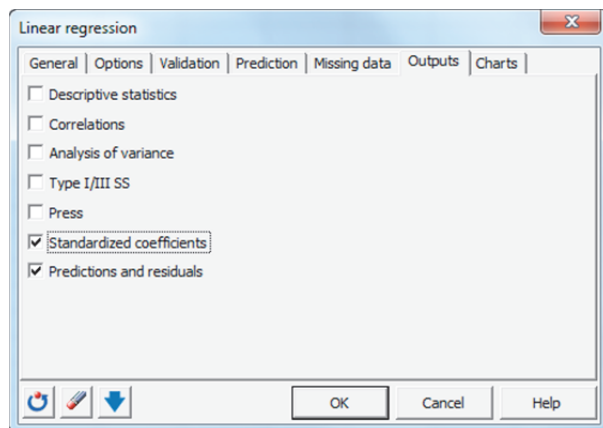 Linear regression
General Options Validation Prediction Missing data Outputs Charts
Descriptive statistics
Correlations
Analysis of variance
Type I/III SS
Press
Standardized coefficients
Predictions and residuals
OK Cancel Help